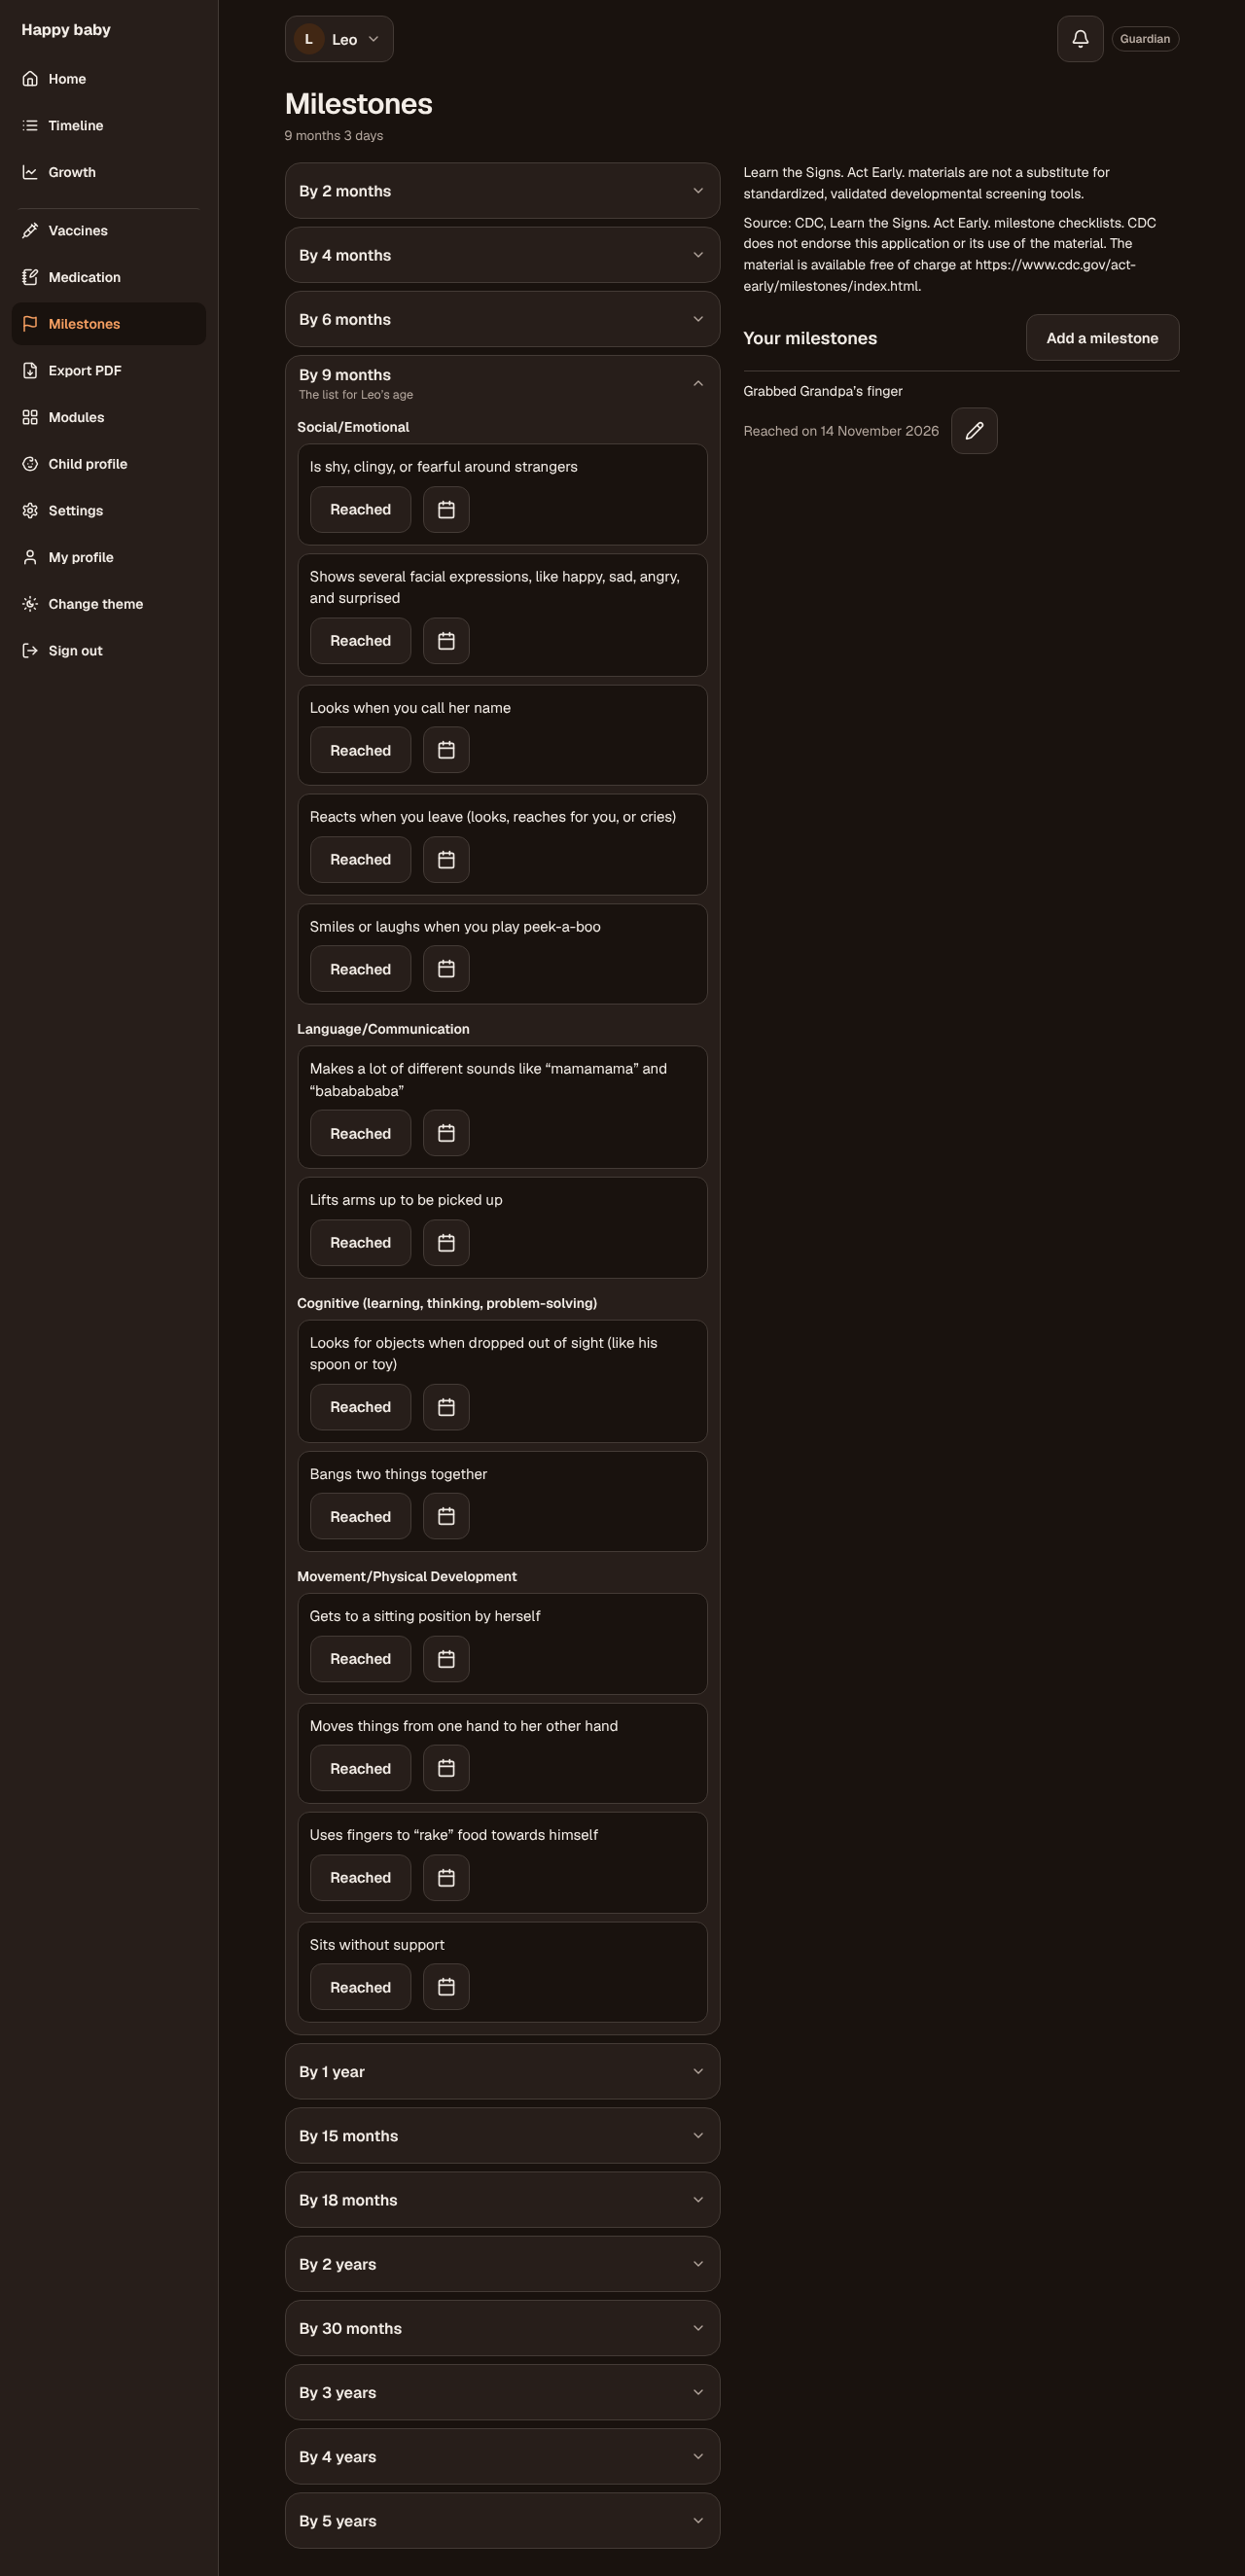 Happy baby
Home
Timeline
Growth
Vaccines
Medication
Milestones
Export PDF
Modules
Child profile
Settings
My profile
Change theme
Sign out
L Leo
Guardian
Milestones
9 months 3 days
By 2 months
By 4 months
By 6 months
By 9 months
The list for Leo’s age
Social/Emotional
Is shy, clingy, or fearful around strangers
Reached
Shows several facial expressions, like happy, sad, angry,
and surprised
Reached
Looks when you call her name
Reached
Reacts when you leave (looks, reaches for you, or cries)
Reached
Smiles or laughs when you play peek-a-boo
Reached
Language/Communication
Makes a lot of different sounds like “mamamama” and
“babababababa”
Reached
Lifts arms up to be picked up
Reached
Cognitive (learning, thinking, problem-solving)
Looks for objects when dropped out of sight (like his
spoon or toy)
Reached
Bangs two things together
Reached
Movement/Physical Development
Gets to a sitting position by herself
Reached
Moves things from one hand to her other hand
Reached
Uses fingers to “rake” food towards himself
Reached
Sits without support
Reached
By 1 year
By 15 months
By 18 months
By 2 years
By 30 months
By 3 years
By 4 years
By 5 years
Learn the Signs. Act Early. materials are not a substitute for
standardized, validated developmental screening tools.
Source: CDC, Learn the Signs. Act Early. milestone checklists. CDC
does not endorse this application or its use of the material. The
material is available free of charge at https://www.cdc.gov/act-
early/milestones/index.html.
Your milestones
Add a milestone
Grabbed Grandpa’s finger
Reached on 14 November 2026